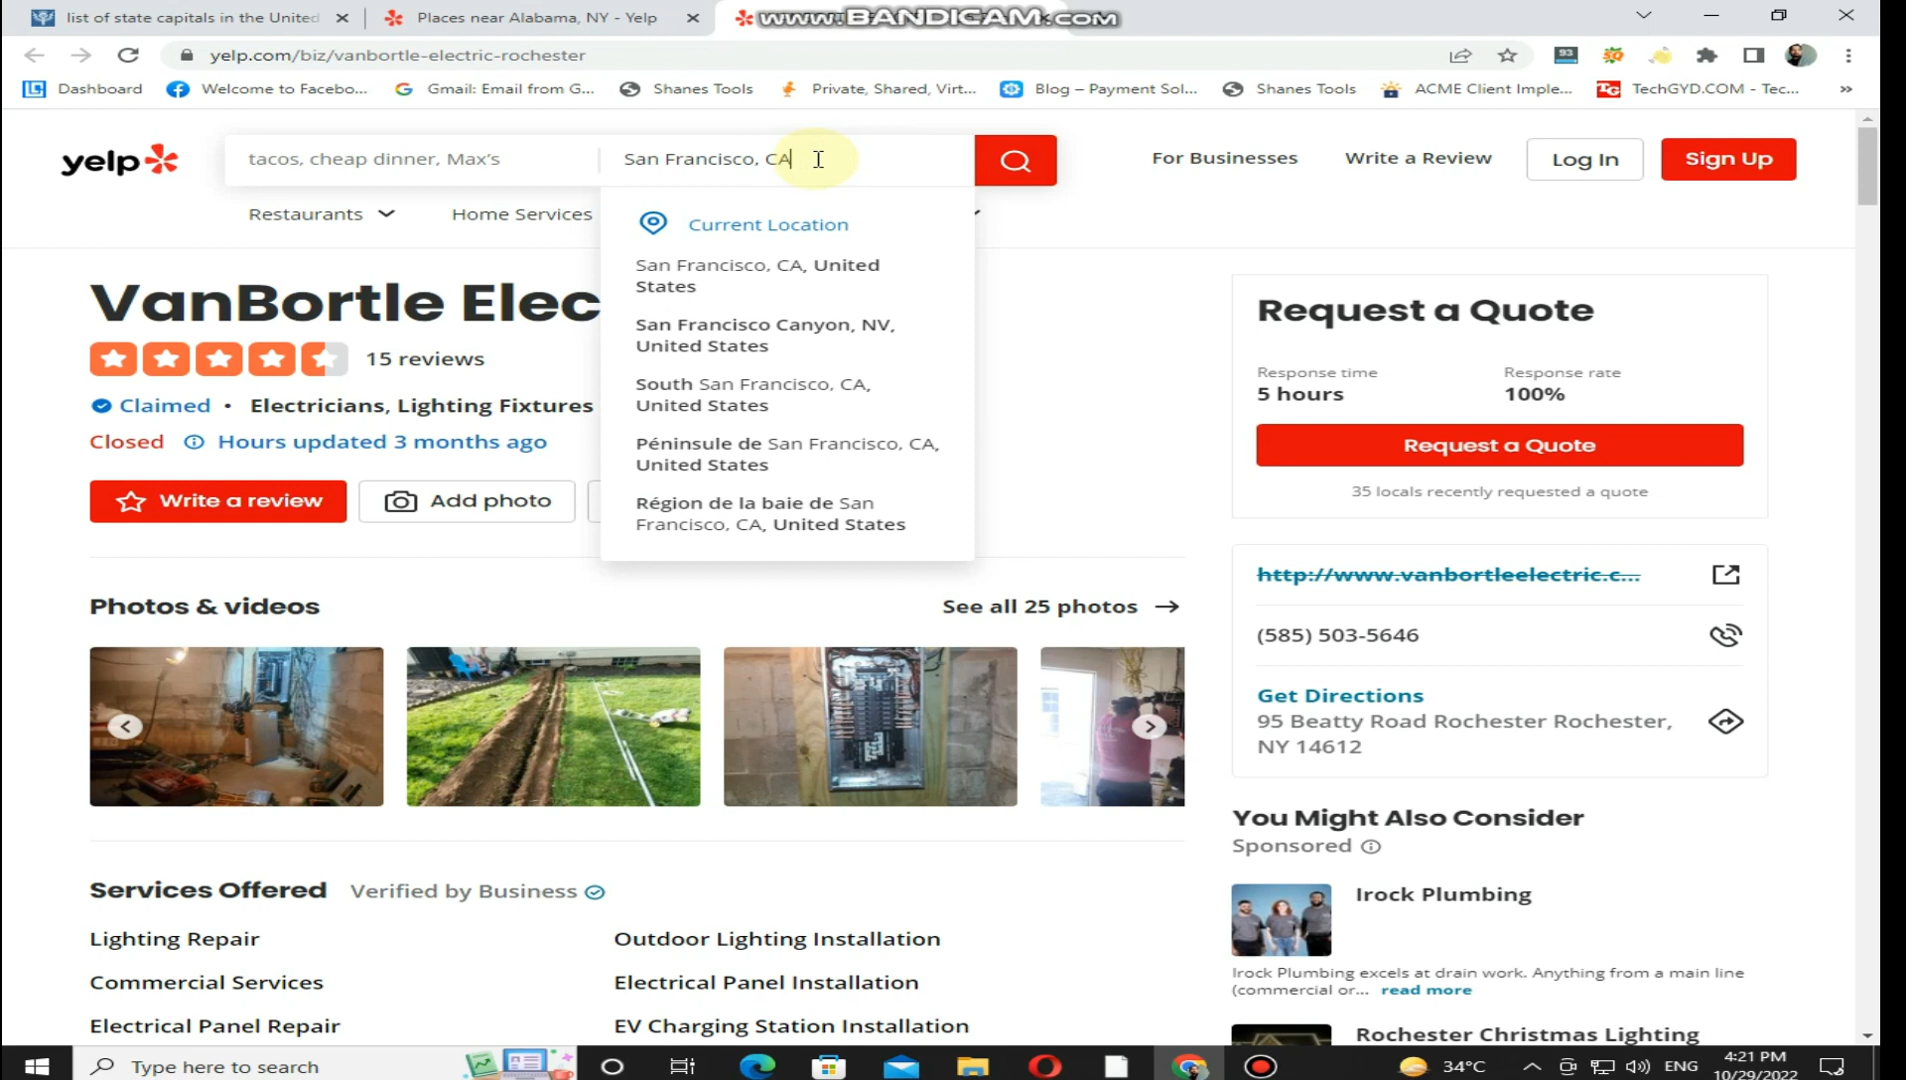 list of state capitals in the United
Places near Alabama, NY - Yelp
www.BANDICAM.com
yelp.com/biz/vanbortle-electric-rochester
93
Dashboard
Welcome to Facebo...
Gmail: Email from G...
Shanes Tools
Private, Shared, Virt...
Blog – Payment Sol...
Shanes Tools
ACME Client Imple...
TG
TechGYD.COM - Tec...
»
yelp
tacos, cheap dinner, Max's
San Francisco, CA
For Businesses
Write a Review
Log In
Sign Up
Restaurants
Home Services
Current Location
San Francisco, CA, United
States
San Francisco Canyon, NV,
United States
South San Francisco, CA,
United States
Péninsule de San Francisco, CA,
United States
Région de la baie de San
Francisco, CA, United States
VanBortle Elec
15 reviews
Claimed • Electricians, Lighting Fixtures
Closed Hours updated 3 months ago
Write a review
Add photo
Request a Quote
Response time
5 hours
Response rate
100%
Request a Quote
35 locals recently requested a quote
http://www.vanbortleelectric.c...
(585) 503-5646
Get Directions
95 Beatty Road Rochester Rochester,
NY 14612
Photos & videos
See all 25 photos
Services Offered Verified by Business
Lighting Repair
Outdoor Lighting Installation
Commercial Services
Electrical Panel Installation
Electrical Panel Repair
EV Charging Station Installation
You Might Also Consider
Sponsored
Irock Plumbing
Irock Plumbing excels at drain work. Anything from a main line
(commercial or... read more
Rochester Christmas Lighting
Type here to search
34°C
ENG
4:21 PM
10/29/2022